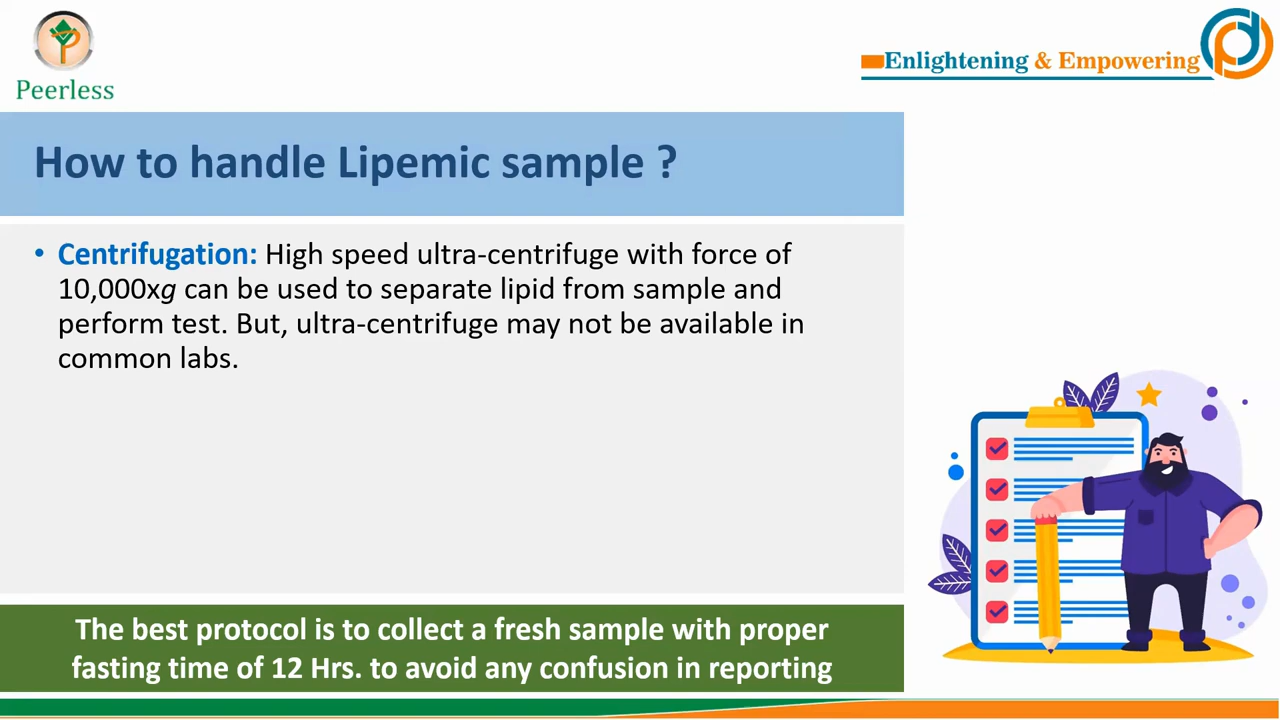 Peerless
Enlightening & Empowering
How to handle Lipemic sample ?
• Centrifugation: High speed ultra-centrifuge with force of
10,000xg can be used to separate lipid from sample and
perform test. But, ultra-centrifuge may not be available in
common labs.
The best protocol is to collect a fresh sample with proper
fasting time of 12 Hrs. to avoid any confusion in reporting